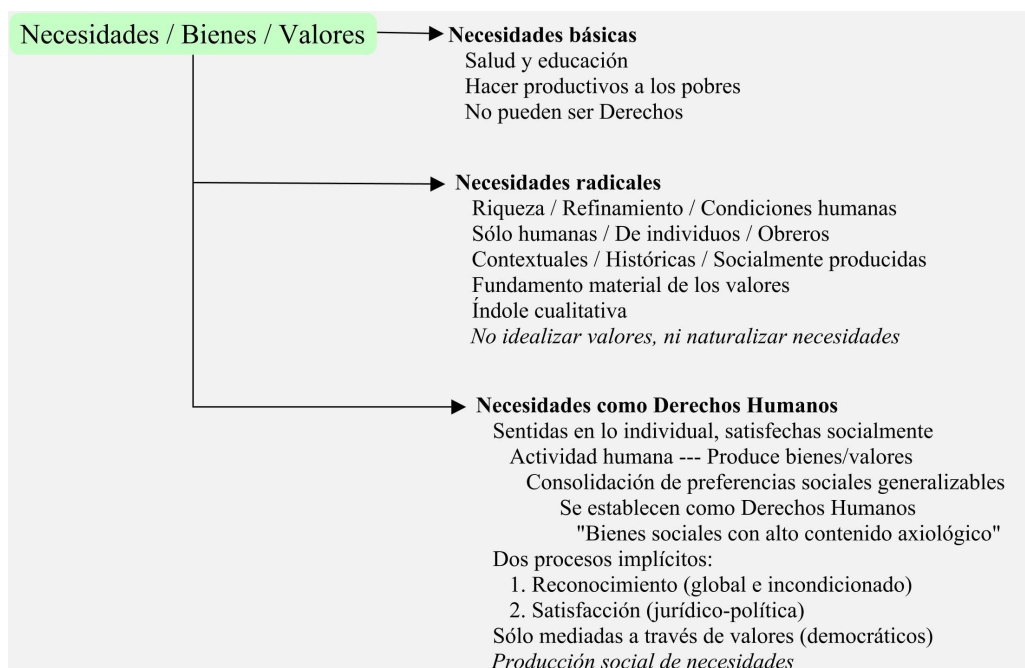 Necesidades / Bienes / Valores
Necesidades básicas
Salud y educación
Hacer productivos a los pobres
No pueden ser Derechos
Necesidades radicales
Riqueza / Refinamiento / Condiciones humanas
Sólo humanas / De individuos / Obreros
Contextuales / Históricas / Socialmente producidas
Fundamento material de los valores
Índole cualitativa
No idealizar valores, ni naturalizar necesidades
Necesidades como Derechos Humanos
Sentidas en lo individual, satisfechas socialmente
Actividad humana --- Produce bienes/valores
Consolidación de preferencias sociales generalizables
Se establecen como Derechos Humanos
"Bienes sociales con alto contenido axiológico"
Dos procesos implícitos:
1. Reconocimiento (global e incondicionado)
2. Satisfacción (jurídico-política)
Sólo mediadas a través de valores (democráticos)
Producción social de necesidades